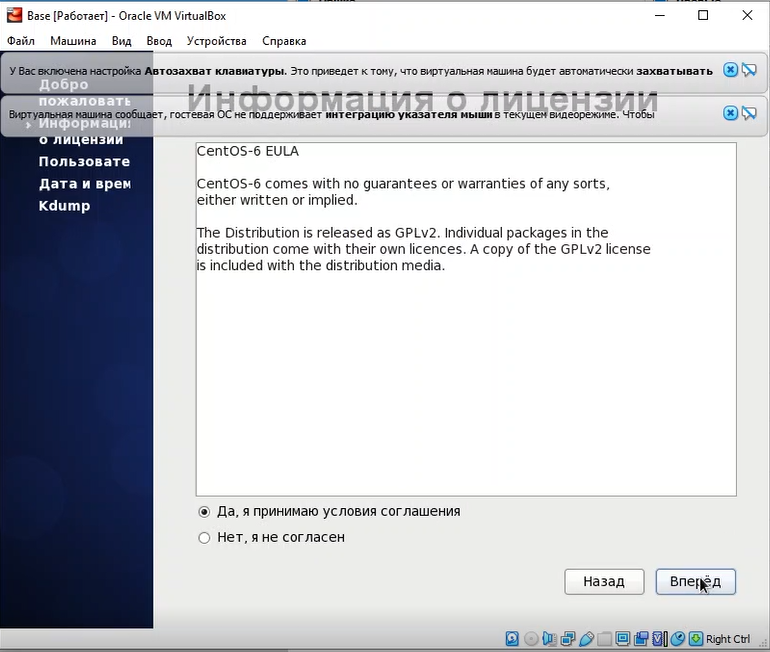 Base [Работает] - Oracle VM VirtualBox
Файл Машина Вид Ввод Устройства Справка
У Вас включена настройка Автозахват клавиатуры. Это приведет к тому, что виртуальная машина будет автоматически захватывать
Добро
пожаловать
Информация о лицензии
Виртуальная машина сообщает, гостевая ОС не поддерживает интеграцию указателя мыши в текущем видеорежиме. Чтобы
Информаци
о лицензии
Пользовате
Дата и врем
Kdump
CentOS-6 EULA
CentOS-6 comes with no guarantees or warranties of any sorts,
either written or implied.
The Distribution is released as GPLv2. Individual packages in the
distribution come with their own licences. A copy of the GPLv2 license
is included with the distribution media.
Да, я принимаю условия соглашения
Нет, я не согласен
Назад Вперёд
Right Ctrl